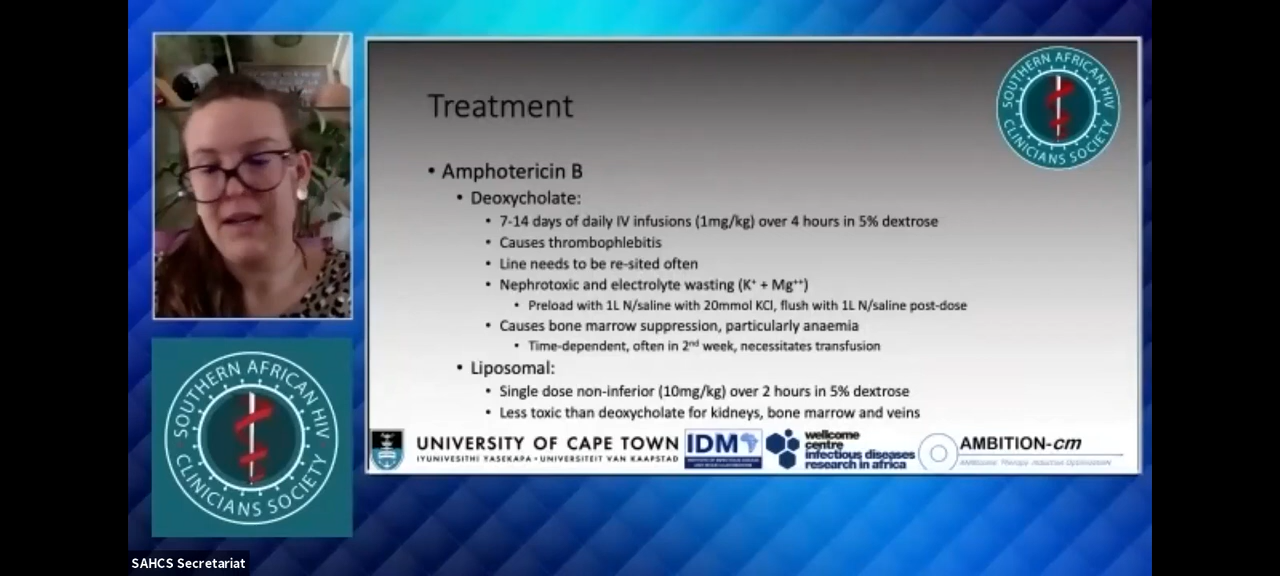 Treatment
SOUTHERN AFRICAN HIV
CLINICIANS SOCIETY
• Amphotericin B
• Deoxycholate:
• 7-14 days of daily IV infusions (1mg/kg) over 4 hours in 5% dextrose
• Causes thrombophlebitis
• Line needs to be re-sited often
• Nephrotoxic and electrolyte wasting (K⁺ + Mg⁺⁺)
• Preload with 1L N/saline with 20mmol KCl, flush with 1L N/saline post-dose
• Causes bone marrow suppression, particularly anaemia
• Time-dependent, often in 2ⁿᵈ week, necessitates transfusion
• Liposomal:
• Single dose non-inferior (10mg/kg) over 2 hours in 5% dextrose
• Less toxic than deoxycholate for kidneys, bone marrow and veins
UNIVERSITY OF CAPE TOWN
IYUNIVESITHI YASEKAPA • UNIVERSITEIT VAN KAAPSTAD
IDM
wellcome
centre
infectious diseases
research in africa
AMBITION-cm
SOUTHERN AFRICAN HIV
CLINICIANS SOCIETY
SAHCS Secretariat